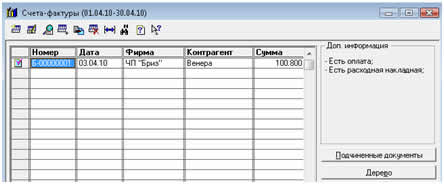 Счета-фактуры (01.04.10-30.04.10)
Номер Дата Фирма Контрагент Сумма
Б-00000001 03.04.10 ЧП "Бриз" Венера 100.800
Доп. информация
- Есть оплата;
- Есть расходная накладная;
Подчиненные документы
Дерево